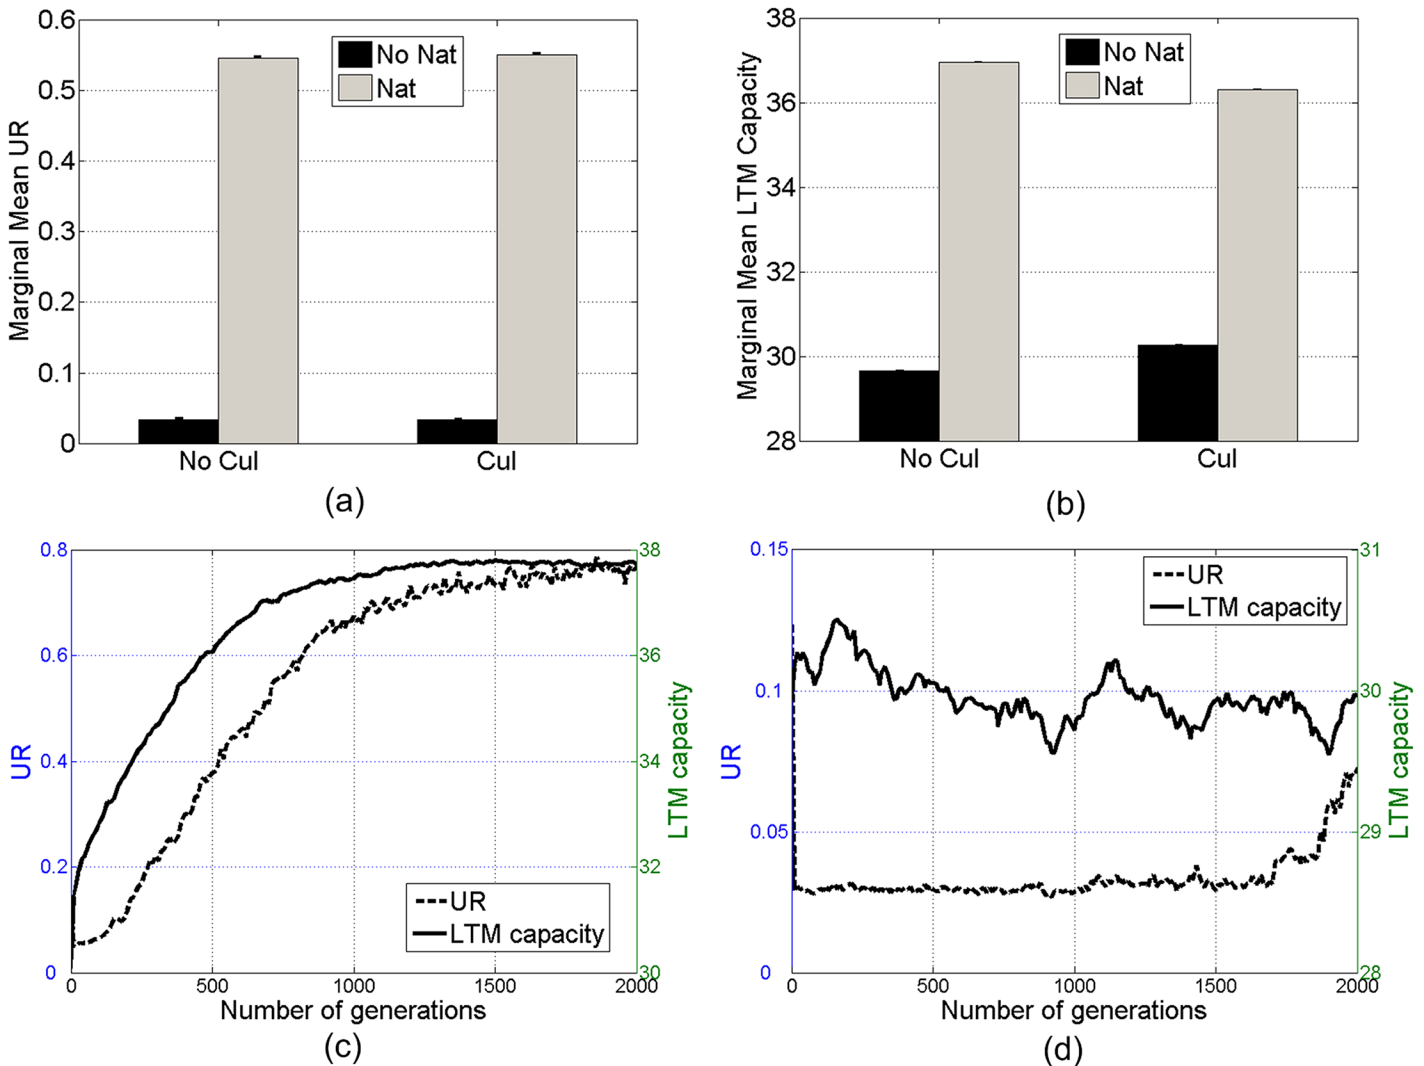 0.6
0.5
0.4
0.3
0.2
0.1
0
Marginal Mean UR
No Nat
Nat
No Cul
Cul
(a)
38
36
34
32
30
28
Marginal Mean LTM Capacity
No Nat
Nat
No Cul
Cul
(b)
0.8
0.6
0.4
0.2
0
UR
38
36
34
32
30
LTM capacity
UR
LTM capacity
0 500 1000 1500 2000
Number of generations
(c)
0.15
0.1
0.05
0
UR
31
30
29
28
LTM capacity
UR
LTM capacity
0 500 1000 1500 2000
Number of generations
(d)